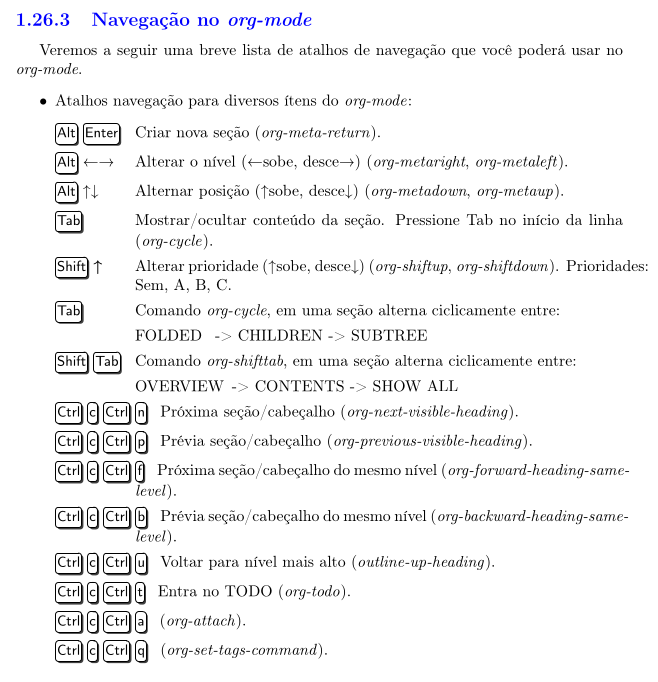 1.26.3 Navegação no org-mode
Veremos a seguir uma breve lista de atalhos de navegação que você poderá usar no
org-mode.
• Atalhos navegação para diversos ítens do org-mode:
Alt Enter Criar nova seção (org-meta-return).
Alt ←→ Alterar o nível (←sobe, desce→) (org-metaright, org-metaleft).
Alt ↑↓ Alternar posição (↑sobe, desce↓) (org-metadown, org-metaup).
Tab Mostrar/ocultar conteúdo da seção. Pressione Tab no início da linha
(org-cycle).
Shift ↑ Alterar prioridade (↑sobe, desce↓) (org-shiftup, org-shiftdown). Prioridades:
Sem, A, B, C.
Tab Comando org-cycle, em uma seção alterna ciclicamente entre:
FOLDED -> CHILDREN -> SUBTREE
Shift Tab Comando org-shifttab, em uma seção alterna ciclicamente entre:
OVERVIEW -> CONTENTS -> SHOW ALL
Ctrl c Ctrl n Próxima seção/cabeçalho (org-next-visible-heading).
Ctrl c Ctrl p Prévia seção/cabeçalho (org-previous-visible-heading).
Ctrl c Ctrl f Próxima seção/cabeçalho do mesmo nível (org-forward-heading-same-
level).
Ctrl c Ctrl b Prévia seção/cabeçalho do mesmo nível (org-backward-heading-same-
level).
Ctrl c Ctrl u Voltar para nível mais alto (outline-up-heading).
Ctrl c Ctrl t Entra no TODO (org-todo).
Ctrl c Ctrl a (org-attach).
Ctrl c Ctrl q (org-set-tags-command).